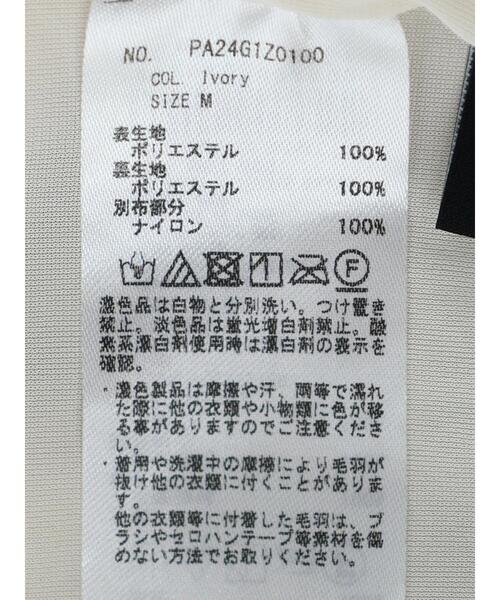 NO. PA24G1Z0100
COL. Ivory
SIZE M
表生地
ポリエステル 100%
裏生地
ポリエステル 100%
別布部分
ナイロン 100%
F
濃色品は白物と分別洗い。つけ置き
禁止。淡色品は蛍光増白剤禁止。酸
素系漂白剤使用時は漂白剤の表示を
確認。
・濃色製品は摩擦や汗、雨等で濡れ
た際に他の衣類や小物類に色が移
る事がありますのでご注意くださ
い。
・着用や洗濯中の摩擦により毛羽が
抜け他の衣類に付くことがありま
す。
他の衣類等に付着した毛羽は、ブ
ラシやセロハンテープ等素材を傷
めない方法でお取り除きください。